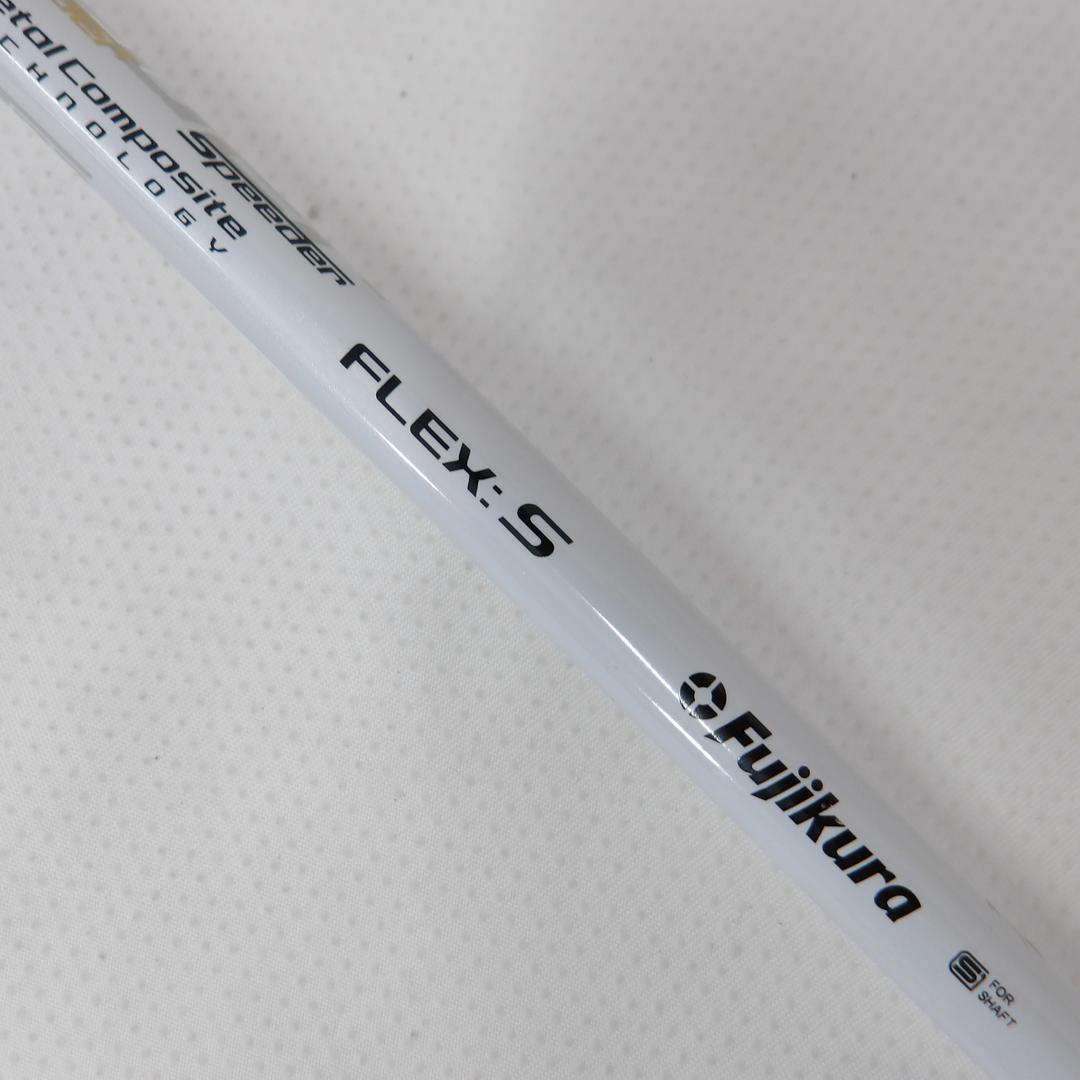 etal Composite
CHNOLOGY
Speeder
FLEX: S
Fujikura
S FOR
SHAFT